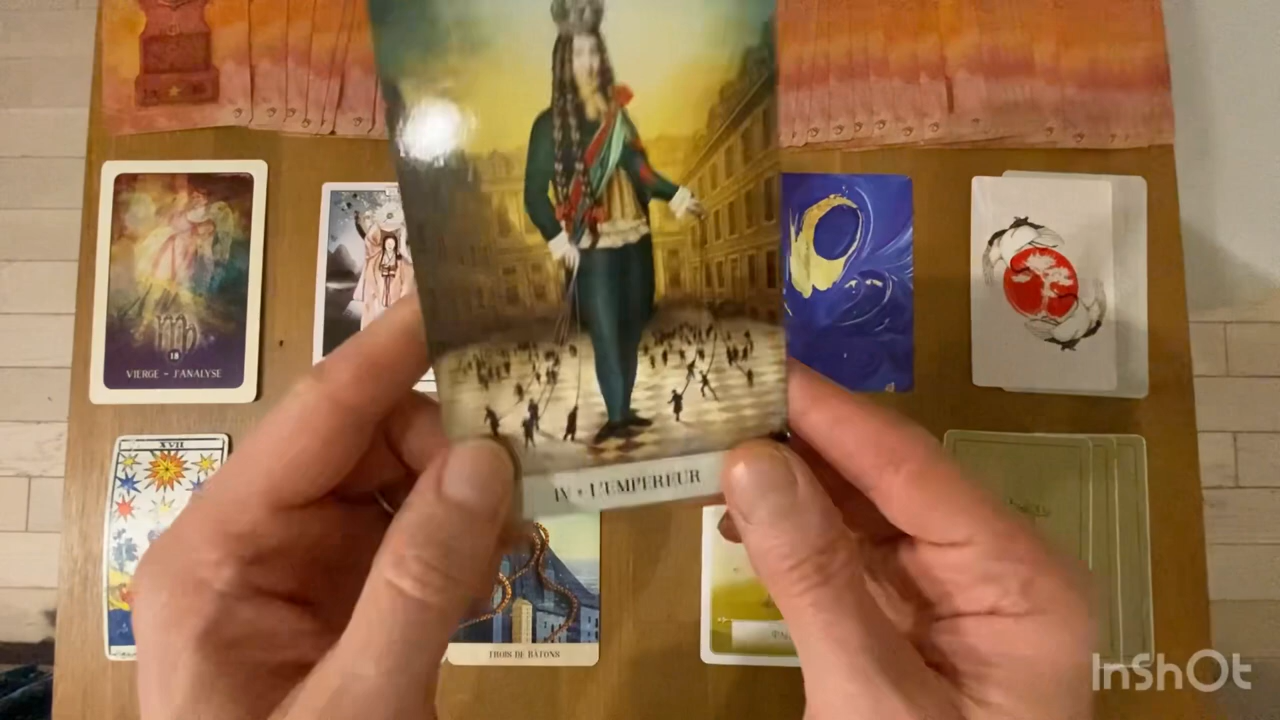 18
VIERGE - J'ANALYSE
IV • L'EMPEREUR
XVII
TROIS DE BÂTONS
InShOt